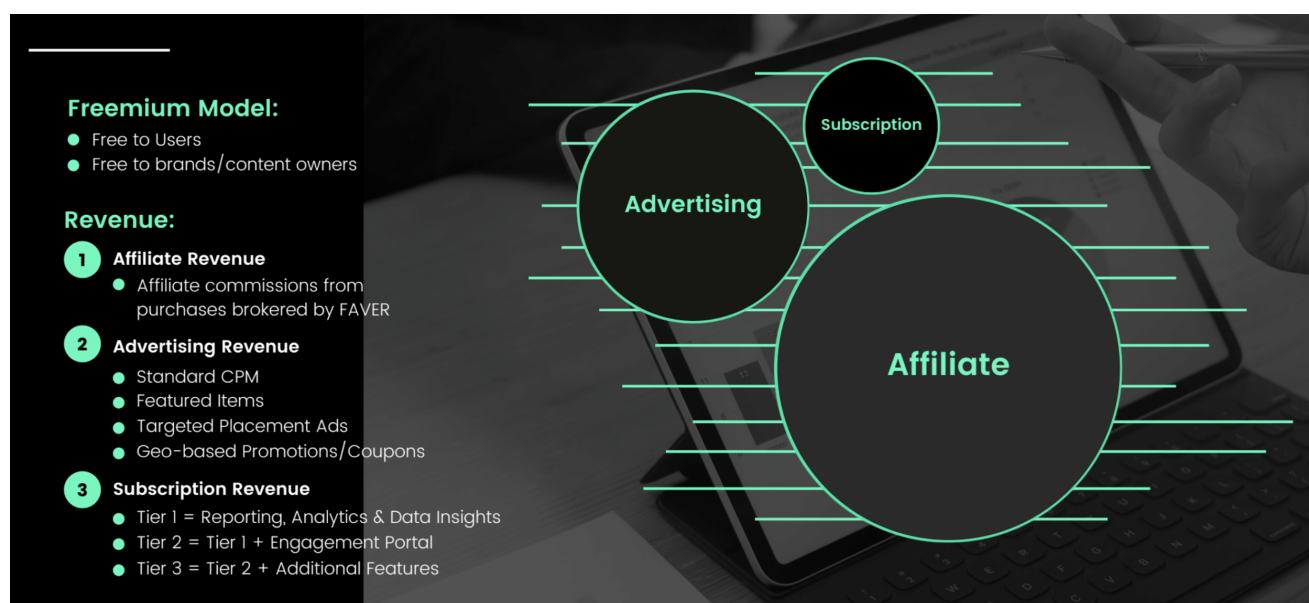 Freemium Model:
Free to Users
Free to brands/content owners
Revenue:
1 Affiliate Revenue
Affiliate commissions from
purchases brokered by FAVER
2 Advertising Revenue
Standard CPM
Featured Items
Targeted Placement Ads
Geo-based Promotions/Coupons
3 Subscription Revenue
Tier 1 = Reporting, Analytics & Data Insights
Tier 2 = Tier 1 + Engagement Portal
Tier 3 = Tier 2 + Additional Features
Subscription
Advertising
Affiliate